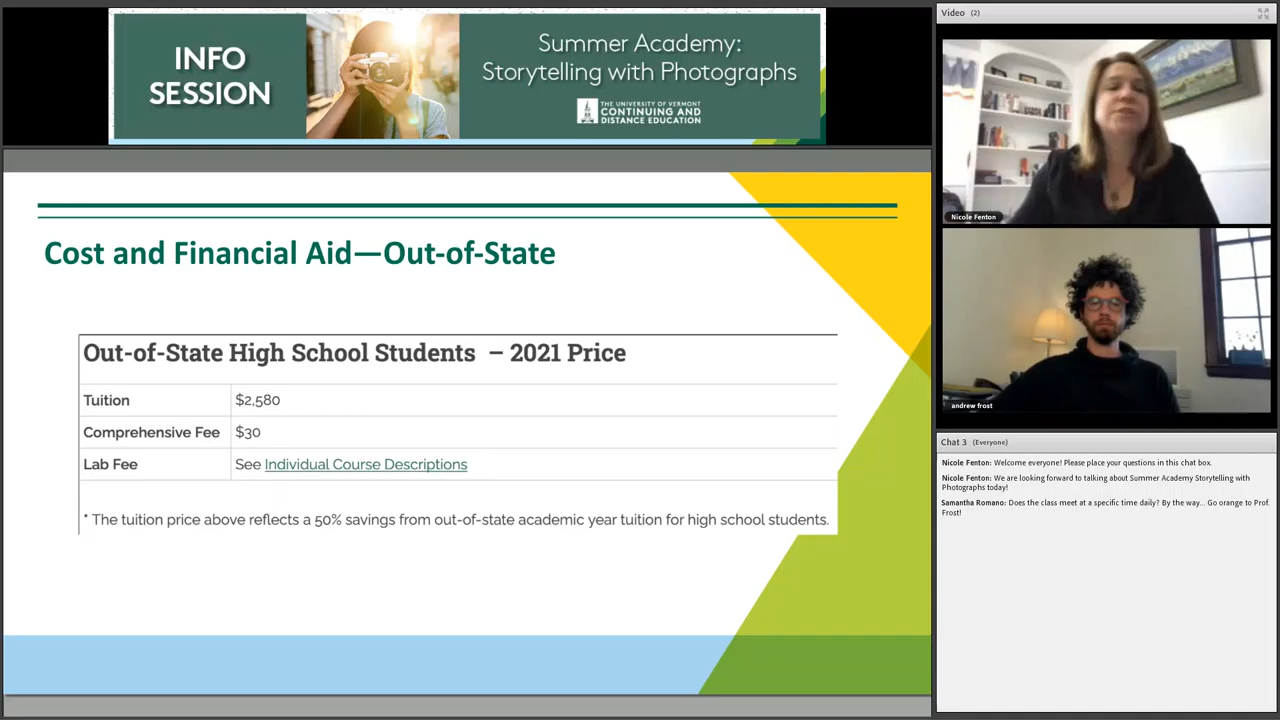 INFO
SESSION
Summer Academy:
Storytelling with Photographs
THE UNIVERSITY OF VERMONT
CONTINUING AND
DISTANCE EDUCATION
Cost and Financial Aid—Out-of-State
Out-of-State High School Students – 2021 Price
Tuition $2,580
Comprehensive Fee $30
Lab Fee See Individual Course Descriptions
* The tuition price above reflects a 50% savings from out-of-state academic year tuition for high school students.
Video (2)
Nicole Fenton
andrew frost
Chat 3 (Everyone)
Nicole Fenton: Welcome everyone! Please place your questions in this chat box.
Nicole Fenton: We are looking forward to talking about Summer Academy Storytelling with
Photographs today!
Samantha Romano: Does the class meet at a specific time daily? By the way... Go orange to Prof.
Frost!